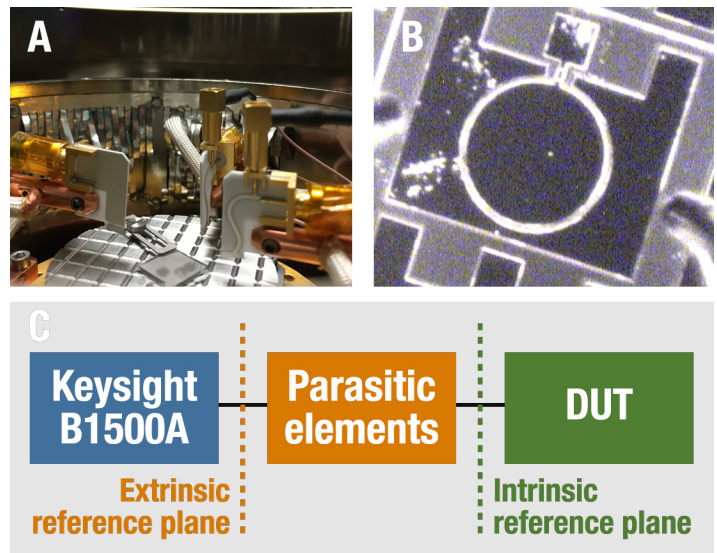 A
B
C
Keysight
B1500A
Parasitic
elements
DUT
Extrinsic
reference plane
Intrinsic
reference plane